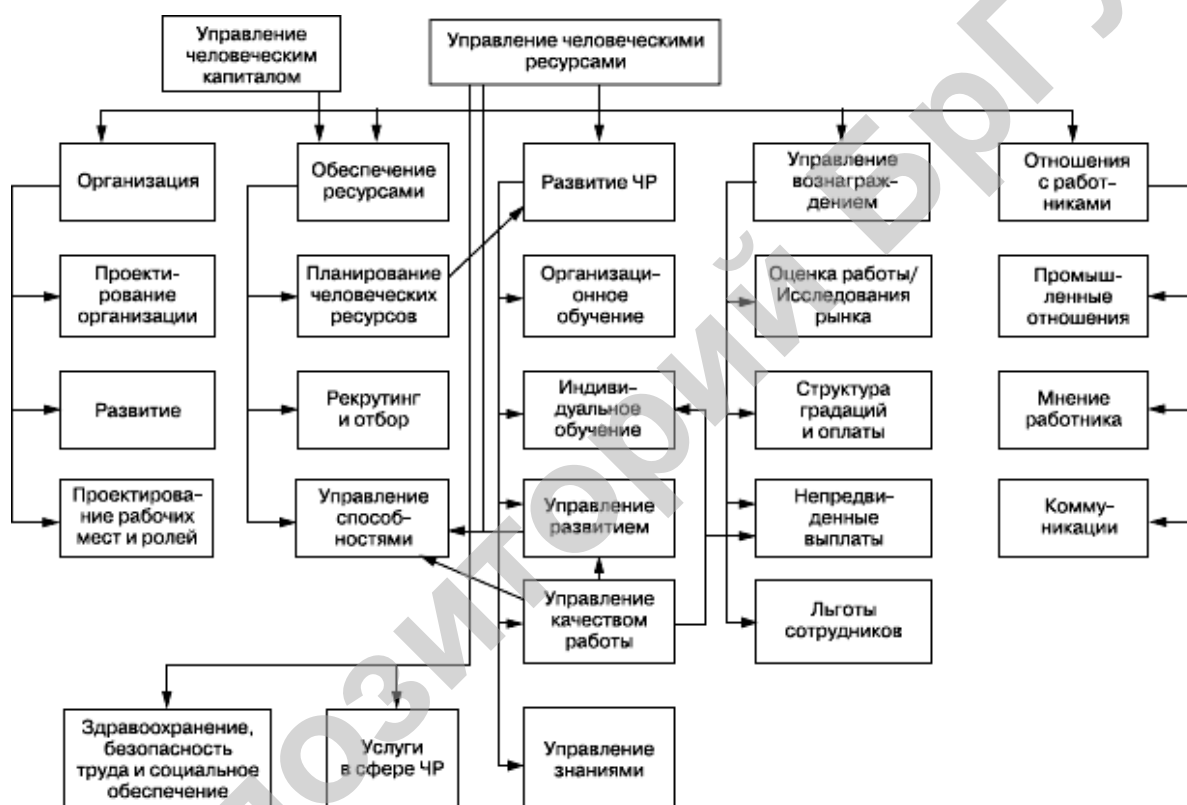 Управление
человеческим
капиталом
Управление человеческими
ресурсами
Организация
Обеспечение
ресурсами
Развитие ЧР
Управление
вознаграж-
дением
Отношения
с работ-
никами
Проекти-
рование
организации
Планирование
человеческих
ресурсов
Организаци-
онное
обучение
Оценка работы/
Исследования
рынка
Промыш-
ленные
отношения
Развитие
Рекрутинг
и отбор
Индиви-
дуальное
обучение
Структура
градаций
и оплаты
Мнение
работника
Проектирова-
ние рабочих
мест и ролей
Управление
способ-
ностями
Управление
развитием
Непредви-
денные
выплаты
Комму-
никации
Управление
качеством
работы
Льготы
сотрудников
Здравоохранение,
безопасность
труда и социальное
обеспечение
Услуги
в сфере ЧР
Управление
знаниями